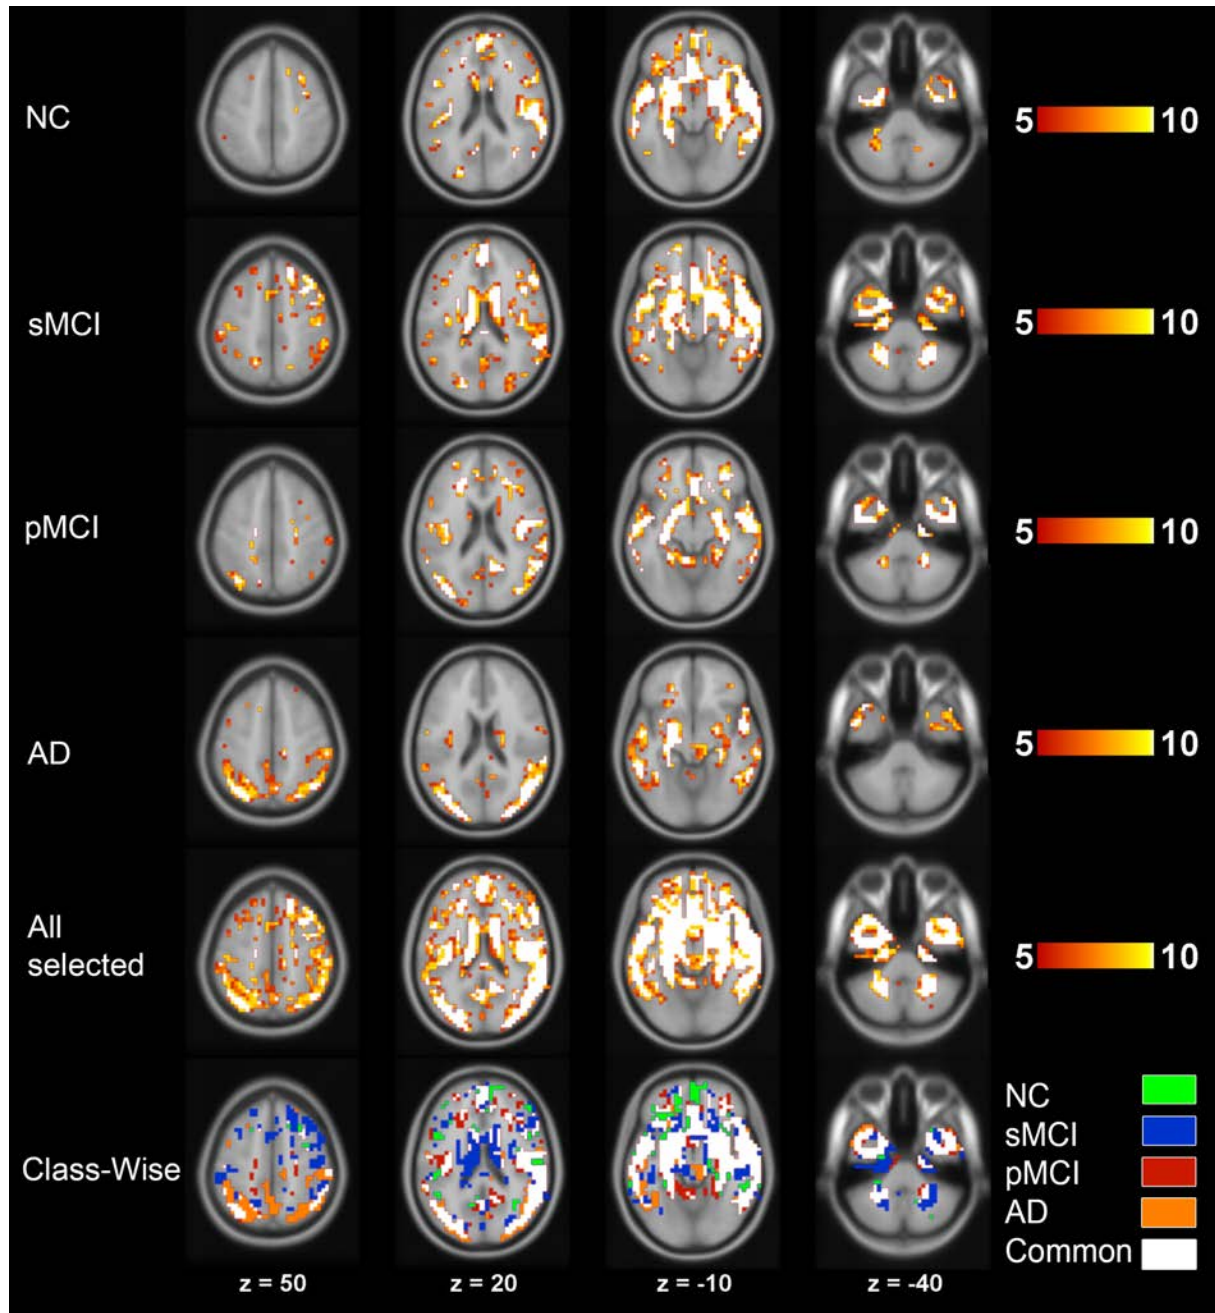 NC
5 10
sMCI
5 10
pMCI
5 10
AD
5 10
All
selected
5 10
Class-Wise
NC
sMCI
pMCI
AD
Common
z = 50 z = 20 z = -10 z = -40